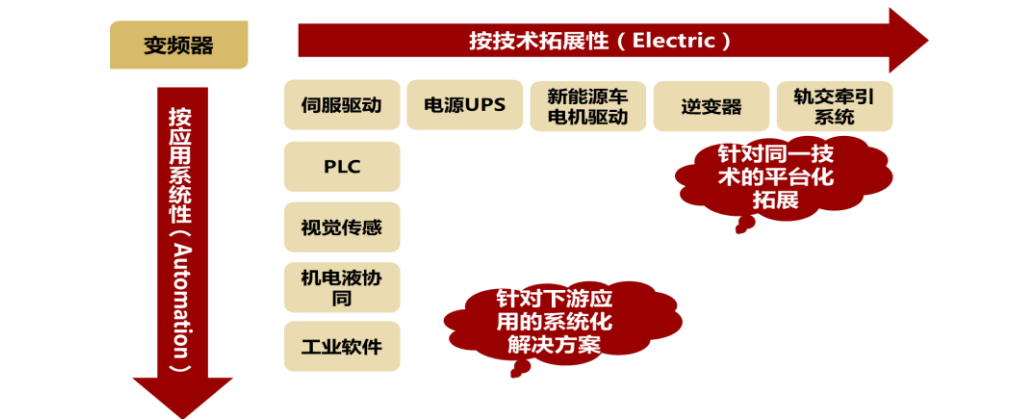 变频器
按技术拓展性（Electric）
按应用系统性（Automation）
伺服驱动
电源UPS
新能源车
电机驱动
逆变器
轨交牵引
系统
PLC
视觉传感
机电液协
同
工业软件
针对同一技
术的平台化
拓展
针对下游应
用的系统化
解决方案